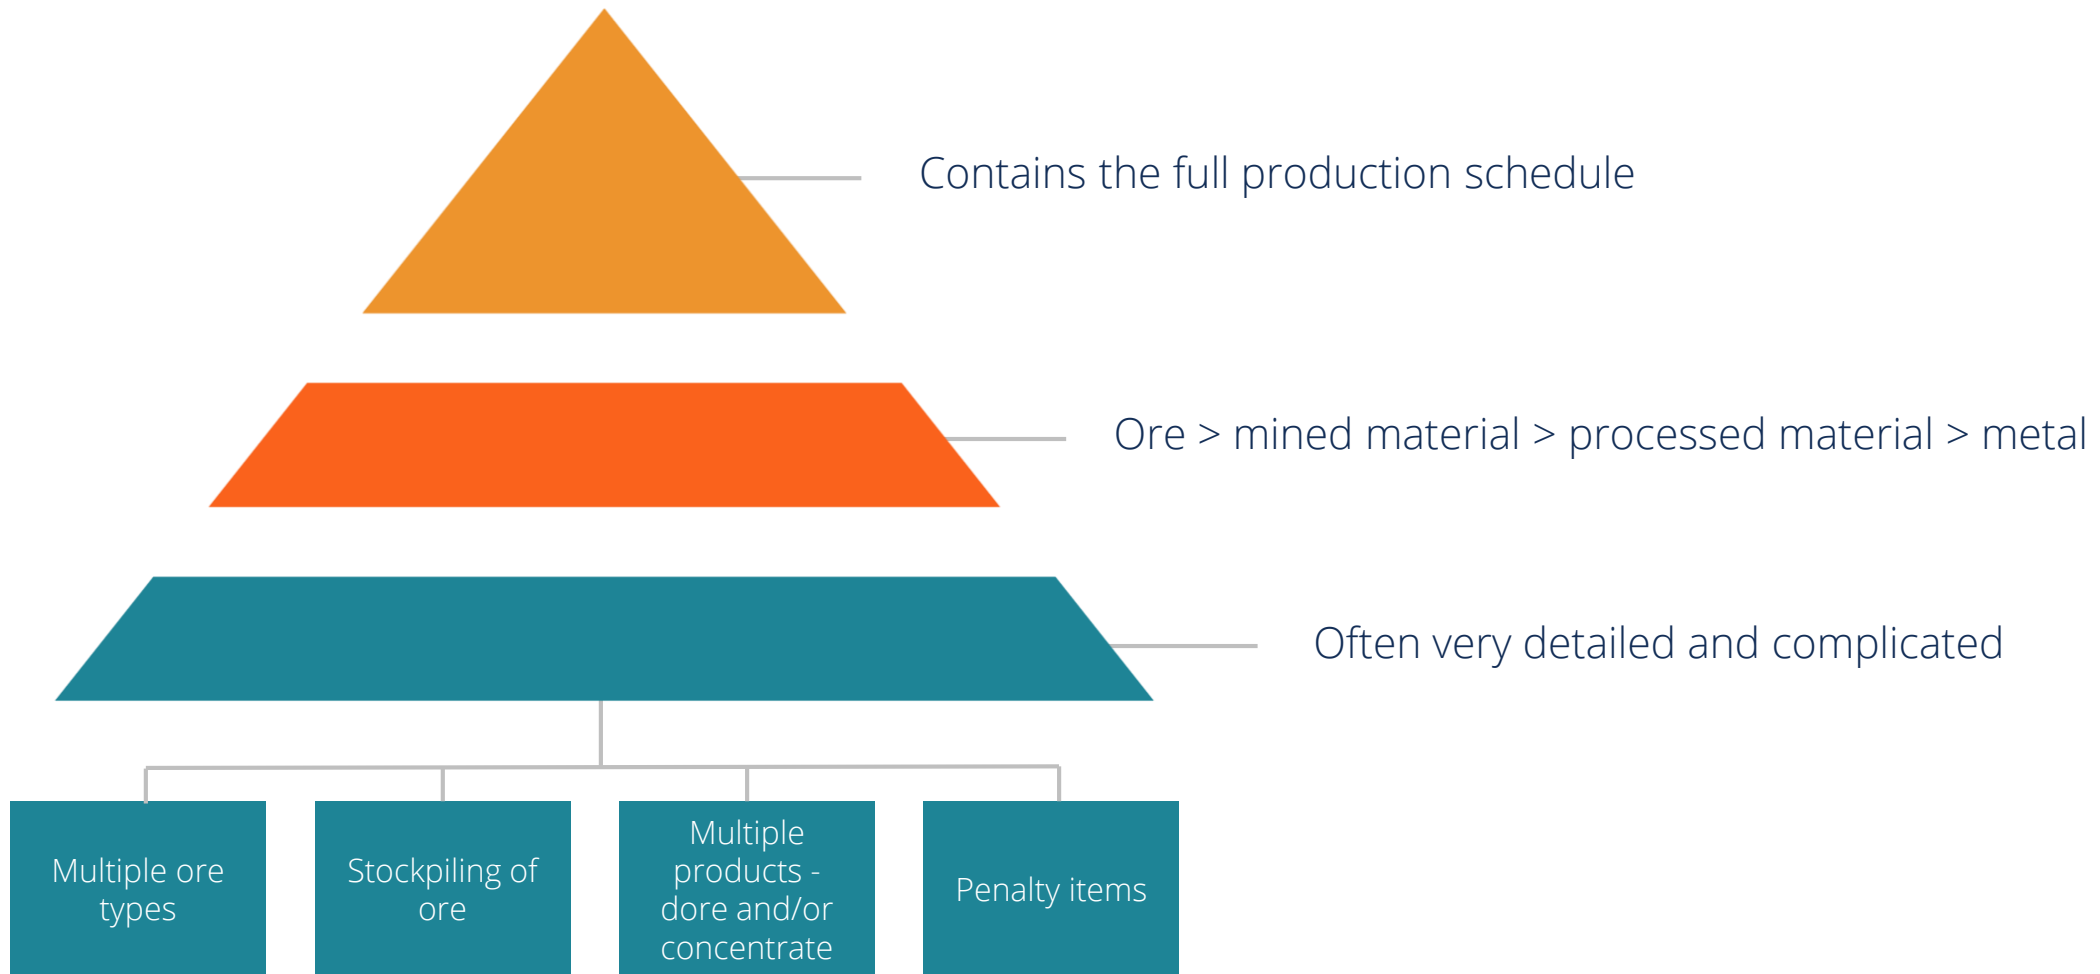 Contains the full production schedule
Ore > mined material > processed material > metal
Often very detailed and complicated
Multiple ore
types
Stockpiling of
ore
Multiple
products -
dore and/or
concentrate
Penalty items